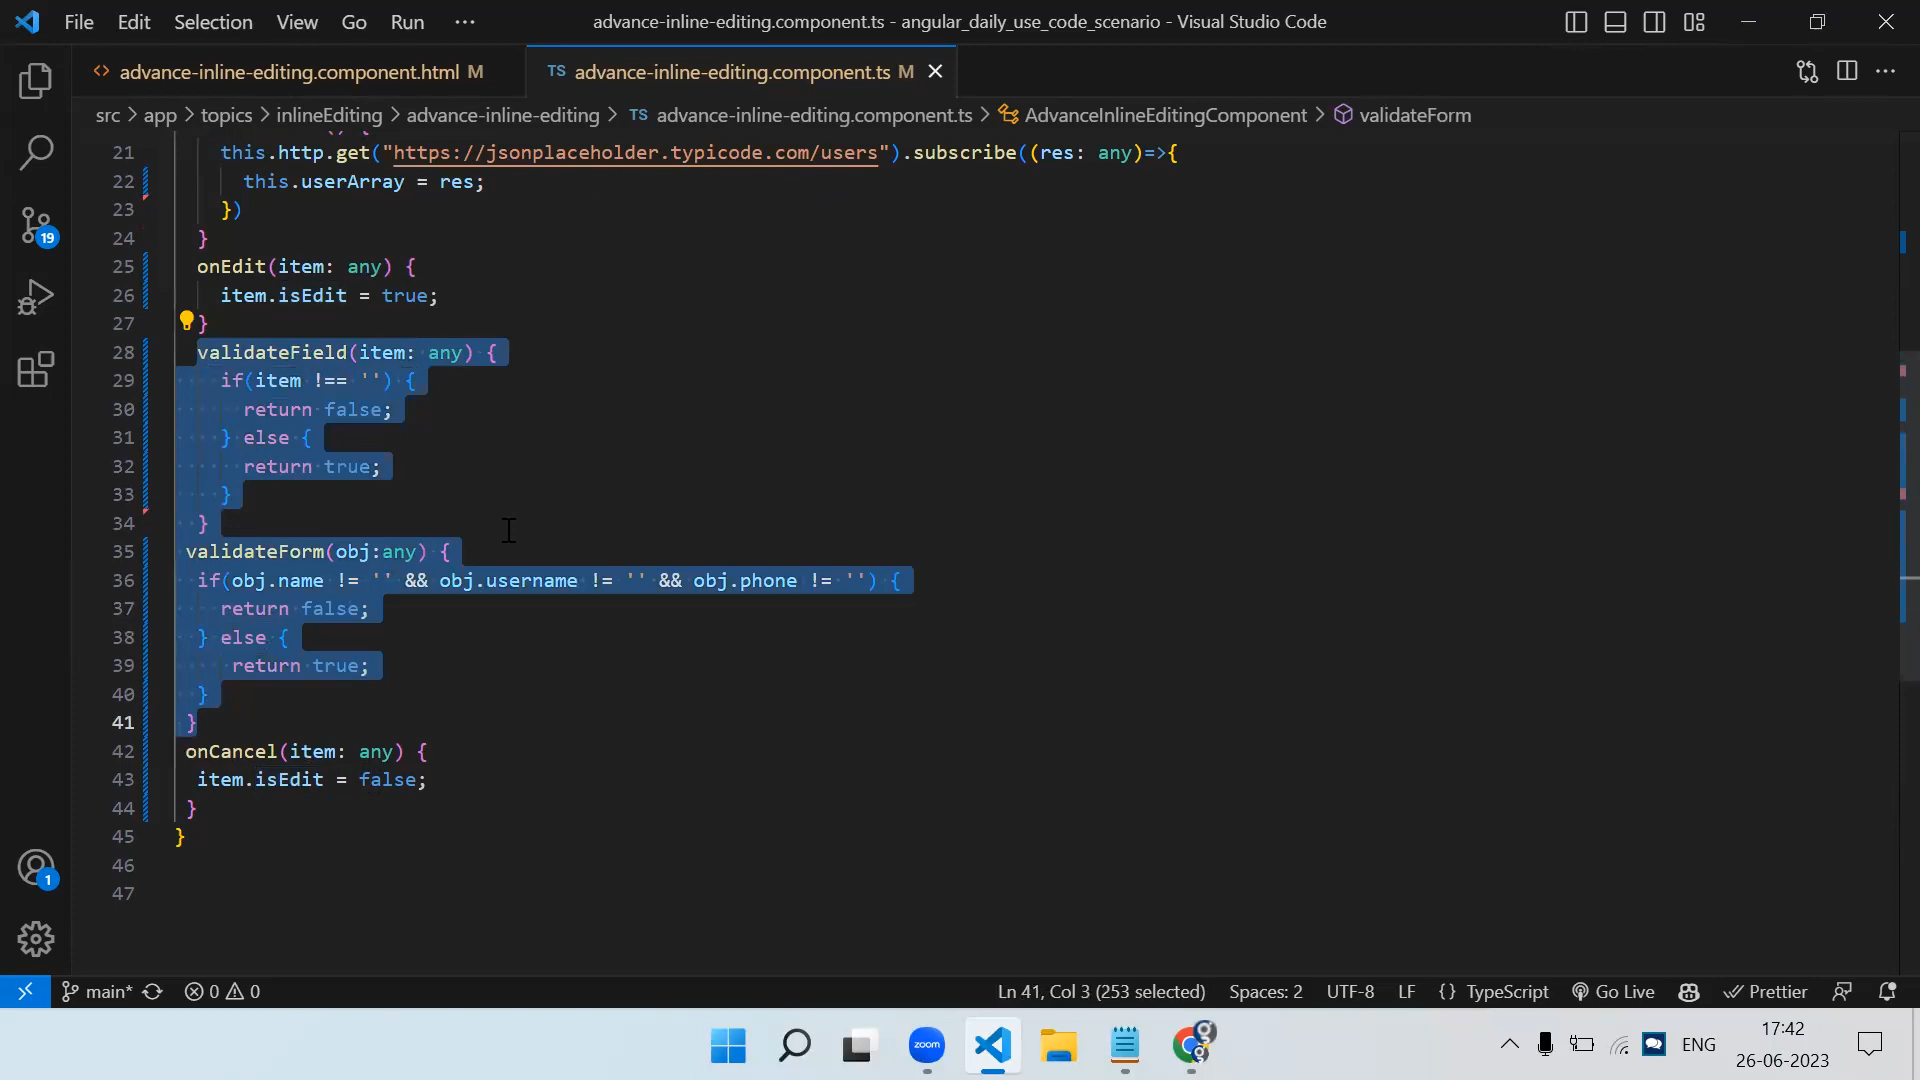 File Edit Selection View Go Run ··· advance-inline-editing.component.ts - angular_daily_use_code_scenario - Visual Studio Code
<> advance-inline-editing.component.html M TS advance-inline-editing.component.ts M
src > app > topics > inlineEditing > advance-inline-editing > TS advance-inline-editing.component.ts > AdvanceInlineEditingComponent > validateForm
21 this.http.get("https://jsonplaceholder.typicode.com/users").subscribe((res: any)=>{
22 this.userArray = res;
23 })
24 }
25 onEdit(item: any) {
26 item.isEdit = true;
27 }
28 validateField(item: any) {
29 if(item !== '') {
30 return false;
31 } else {
32 return true;
33 }
34 }
35 validateForm(obj:any) {
36 if(obj.name != '' && obj.username != '' && obj.phone != '') {
37 return false;
38 } else {
39 return true;
40 }
41 }
42 onCancel(item: any) {
43 item.isEdit = false;
44 }
45 }
46
47
19
1
main* 0 0 Ln 41, Col 3 (253 selected) Spaces: 2 UTF-8 LF {} TypeScript Go Live Prettier
zoom
ENG 17:42
26-06-2023